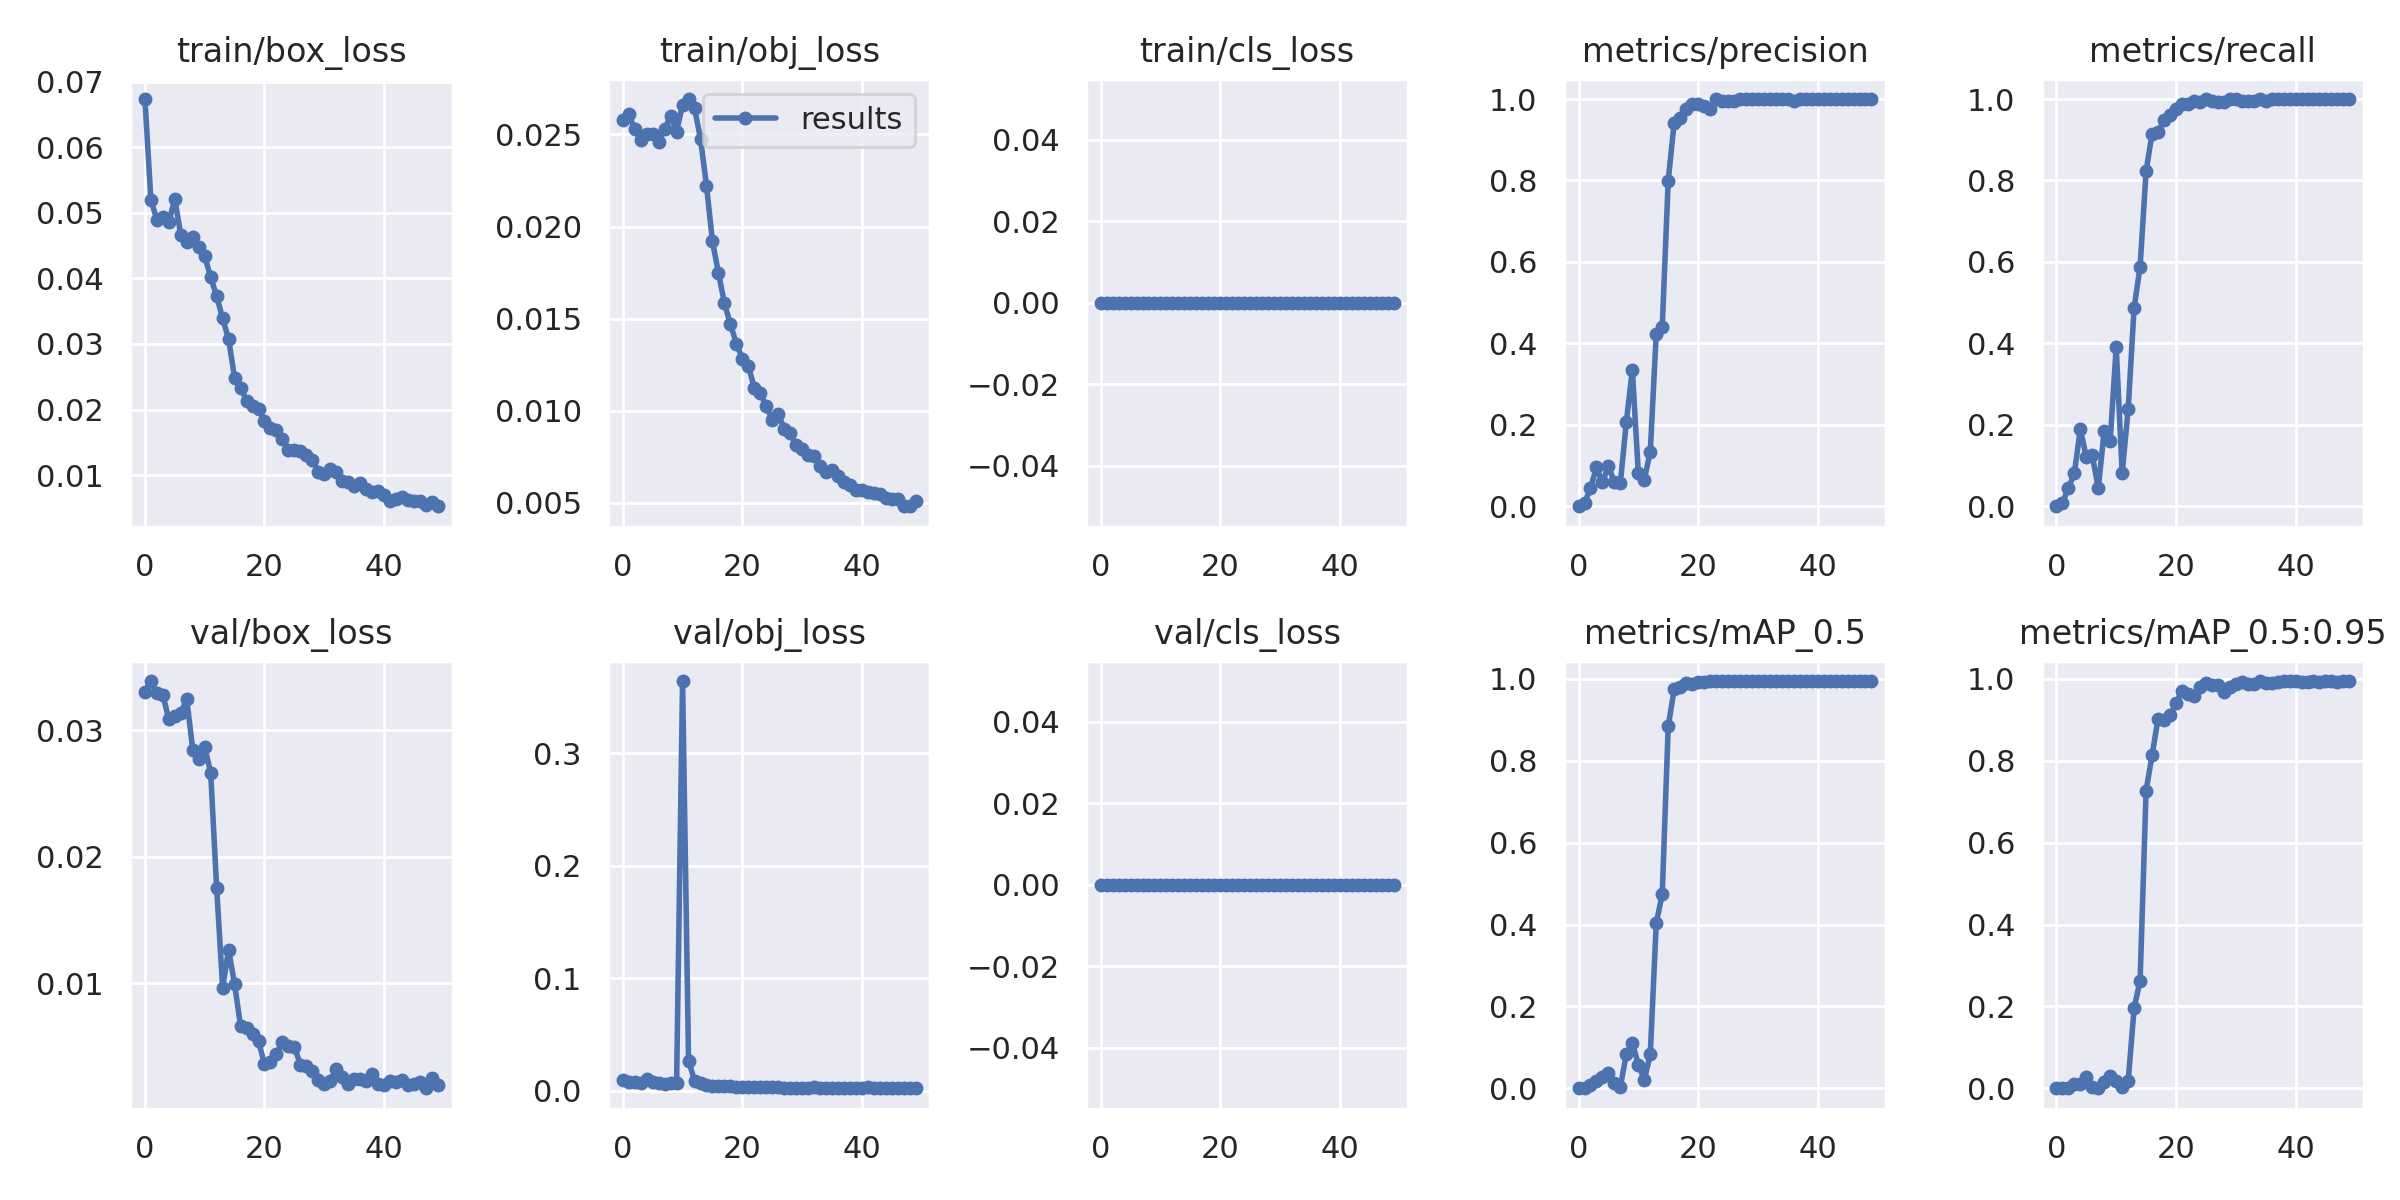 train/box_loss
0.07
0.06
0.05
0.04
0.03
0.02
0.01
0 20 40
train/obj_loss
results
0.025
0.020
0.015
0.010
0.005
0 20 40
train/cls_loss
0.04
0.02
0.00
−0.02
−0.04
0 20 40
metrics/precision
1.0
0.8
0.6
0.4
0.2
0.0
0 20 40
metrics/recall
1.0
0.8
0.6
0.4
0.2
0.0
0 20 40
val/box_loss
0.03
0.02
0.01
0 20 40
val/obj_loss
0.3
0.2
0.1
0.0
0 20 40
val/cls_loss
0.04
0.02
0.00
−0.02
−0.04
0 20 40
metrics/mAP_0.5
1.0
0.8
0.6
0.4
0.2
0.0
0 20 40
metrics/mAP_0.5:0.95
1.0
0.8
0.6
0.4
0.2
0.0
0 20 40